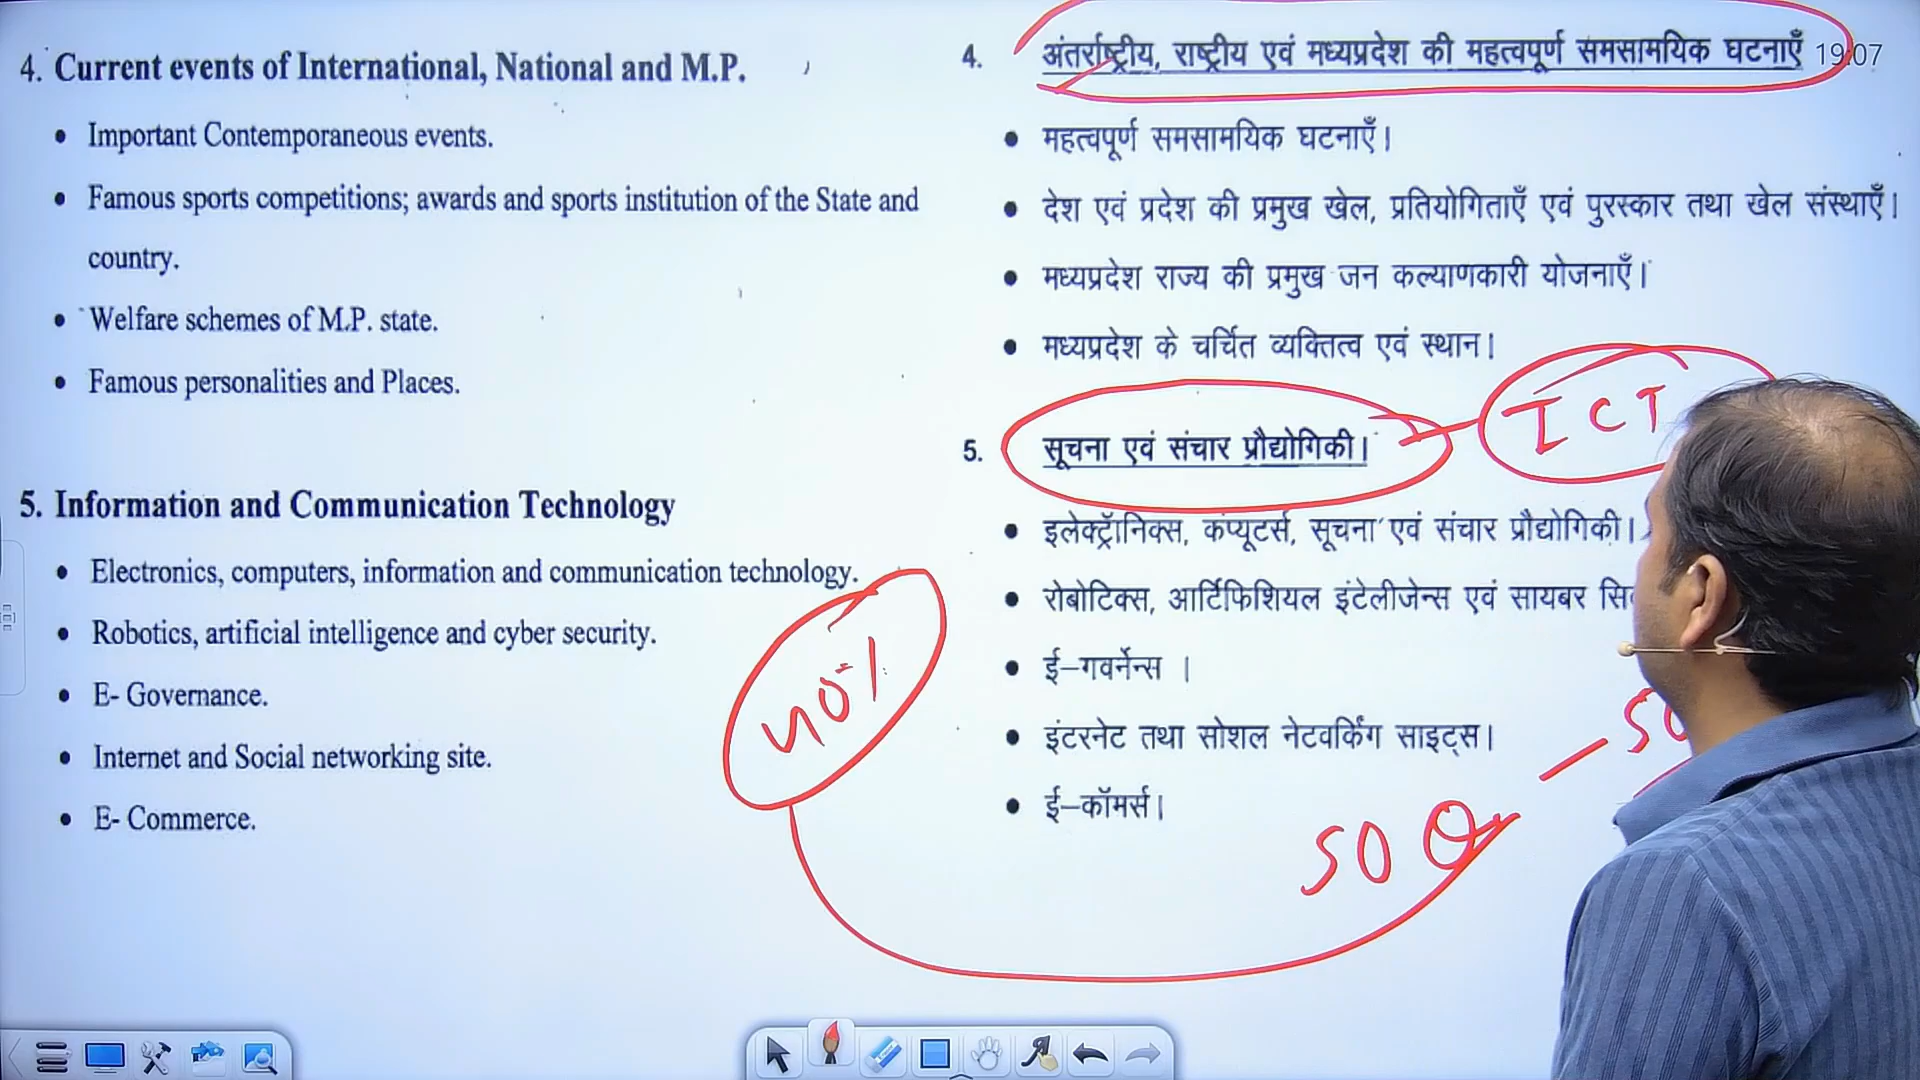 4. Current events of International, National and M.P.
• Important Contemporaneous events.
• Famous sports competitions; awards and sports institution of the State and
country.
• Welfare schemes of M.P. state.
• Famous personalities and Places.
5. Information and Communication Technology
• Electronics, computers, information and communication technology.
• Robotics, artificial intelligence and cyber security.
• E- Governance.
• Internet and Social networking site.
• E- Commerce.
40%
4. अंतर्राष्ट्रीय, राष्ट्रीय एवं मध्यप्रदेश की महत्वपूर्ण समसामयिक घटनाएँ
19:07
• महत्वपूर्ण समसामयिक घटनाएँ।
• देश एवं प्रदेश की प्रमुख खेल, प्रतियोगिताएँ एवं पुरस्कार तथा खेल संस्थाएँ।
• मध्यप्रदेश राज्य की प्रमुख जन कल्याणकारी योजनाएँ।
• मध्यप्रदेश के चर्चित व्यक्तित्व एवं स्थान।
5. सूचना एवं संचार प्रौद्योगिकी।
ICT
• इलेक्ट्रॉनिक्स, कंप्यूटर्स, सूचना एवं संचार प्रौद्योगिकी।
• रोबोटिक्स, आर्टिफिशियल इंटेलीजेन्स एवं सायबर
• ई–गवर्नेन्स ।
• इंटरनेट तथा सोशल नेटवर्किंग साइट्स।
• ई–कॉमर्स।
50 Q